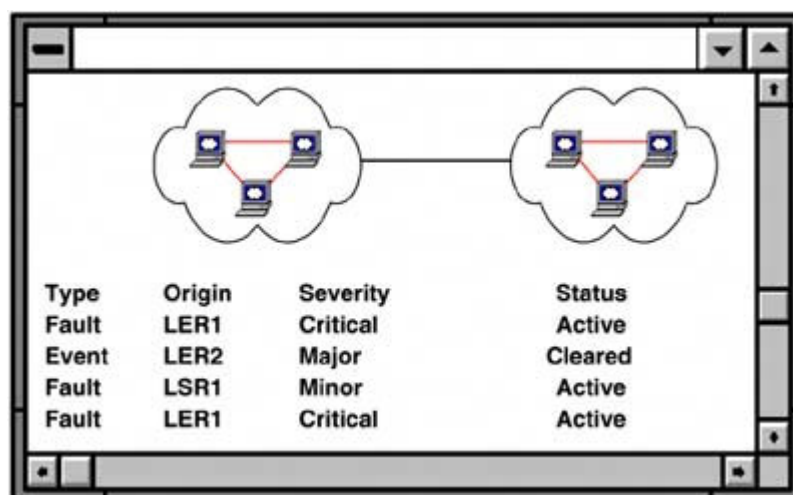 Type Origin Severity Status
Fault LER1 Critical Active
Event LER2 Major Cleared
Fault LSR1 Minor Active
Fault LER1 Critical Active